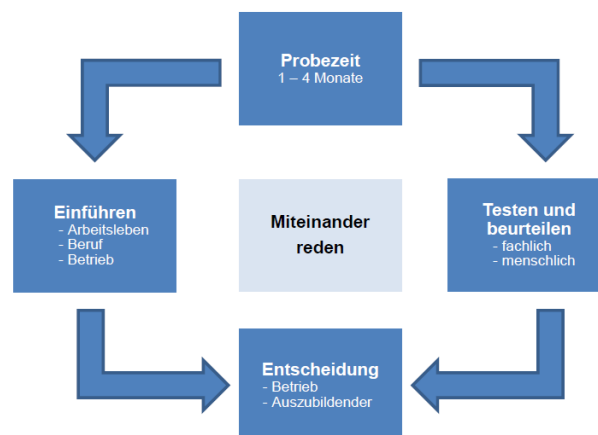 Probezeit
1 – 4 Monate
Einführen
- Arbeitsleben
- Beruf
- Betrieb
Miteinander
reden
Testen und
beurteilen
- fachlich
- menschlich
Entscheidung
- Betrieb
- Auszubildender